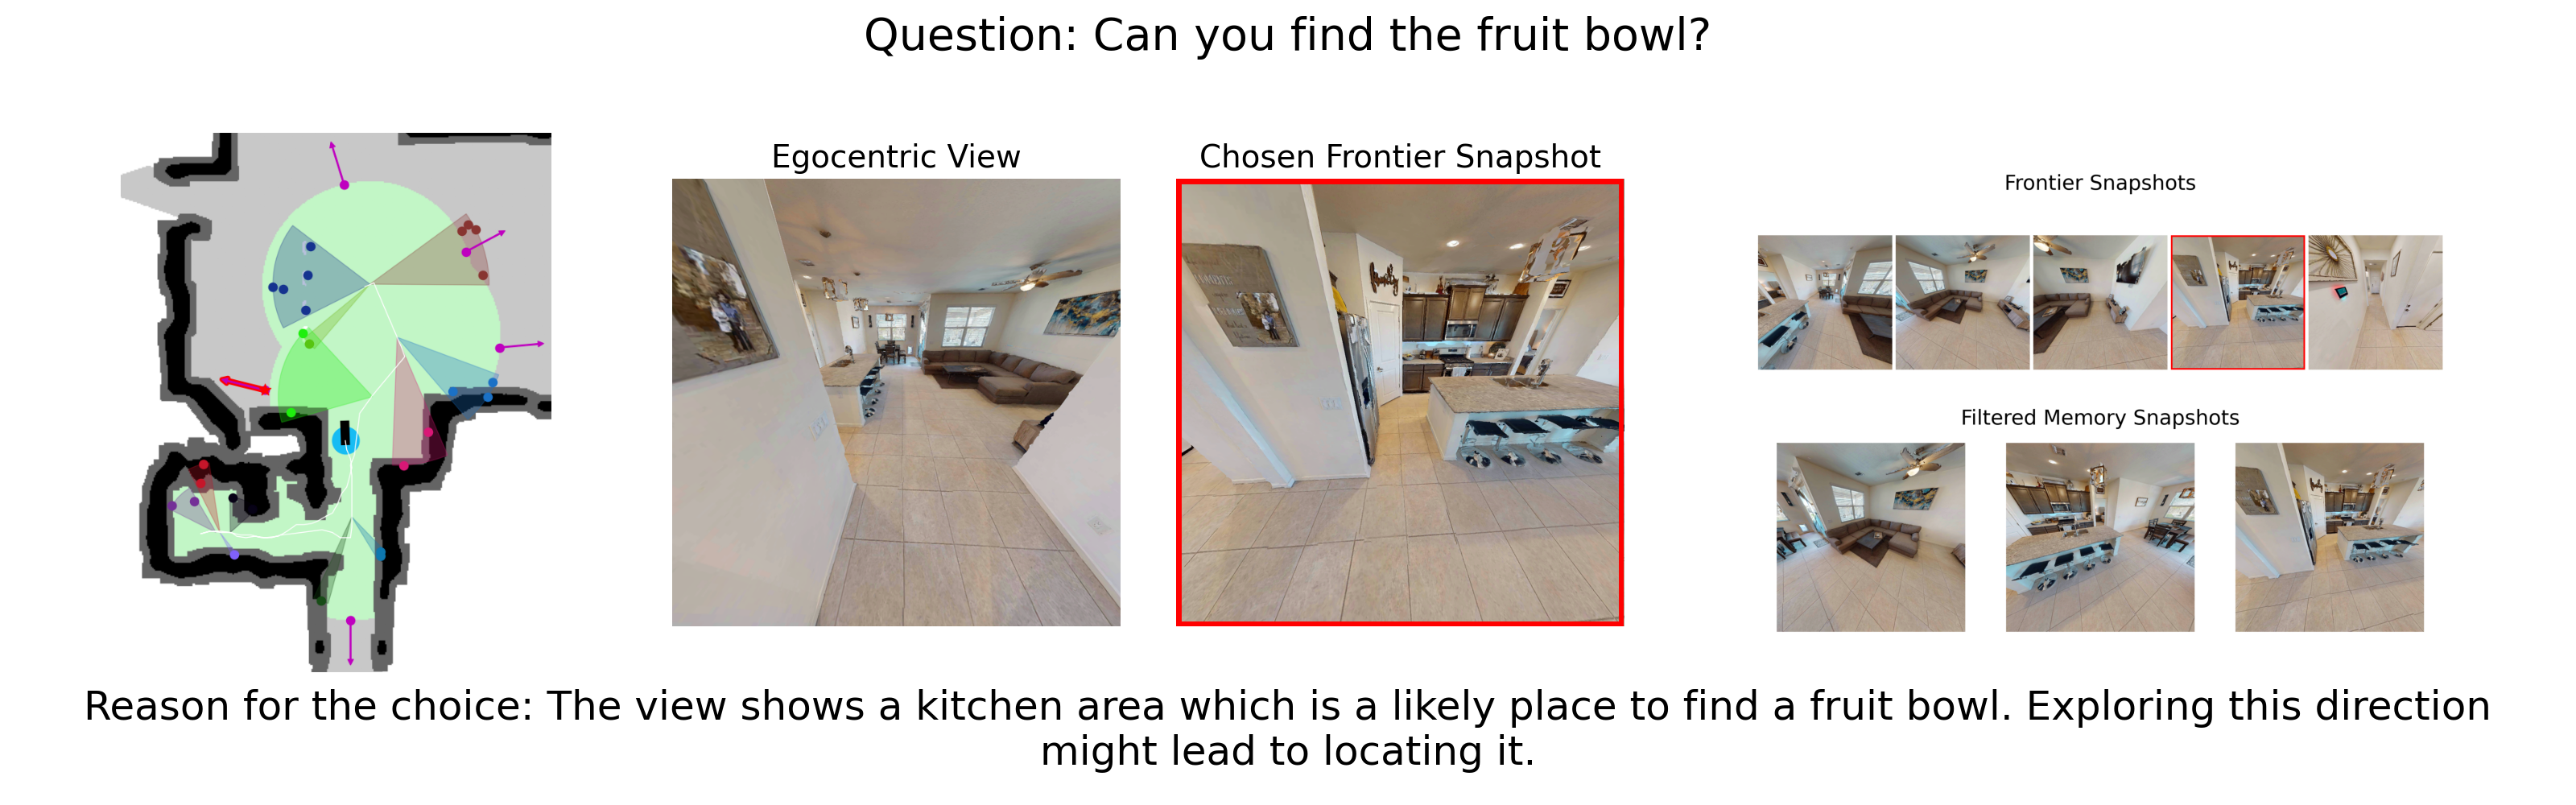 Question: Can you find the fruit bowl?
Egocentric View
Chosen Frontier Snapshot
Frontier Snapshots
Filtered Memory Snapshots
Reason for the choice: The view shows a kitchen area which is a likely place to find a fruit bowl. Exploring this direction
might lead to locating it.